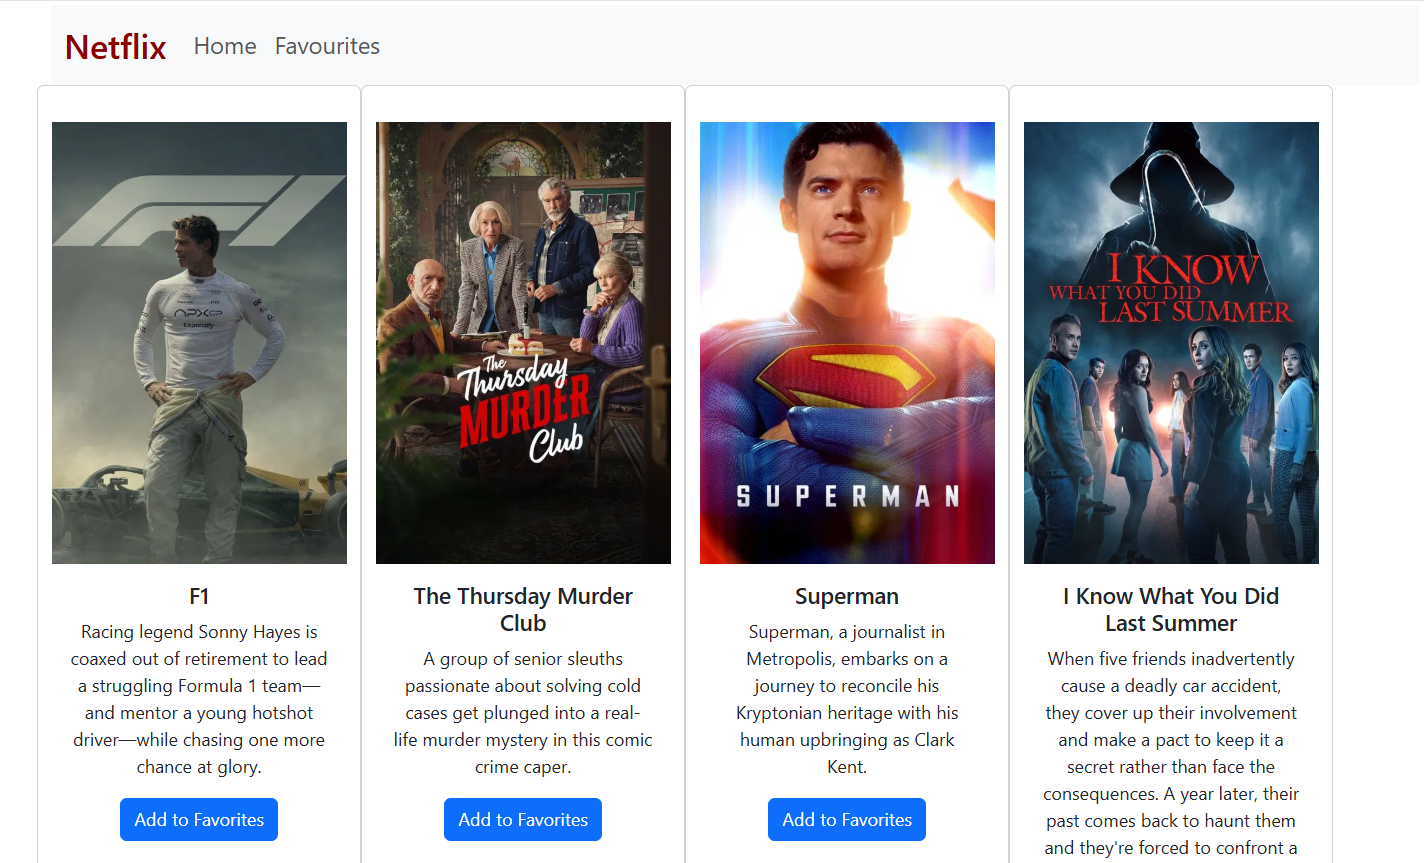 Netflix Home Favourites
The
Thursday
MURDER
Club
SUPERMAN
I KNOW
WHAT YOU DID
LAST SUMMER
F1
Racing legend Sonny Hayes is
coaxed out of retirement to lead
a struggling Formula 1 team—
and mentor a young hotshot
driver—while chasing one more
chance at glory.
Add to Favorites
The Thursday Murder
Club
A group of senior sleuths
passionate about solving cold
cases get plunged into a real-
life murder mystery in this comic
crime caper.
Add to Favorites
Superman
Superman, a journalist in
Metropolis, embarks on a
journey to reconcile his
Kryptonian heritage with his
human upbringing as Clark
Kent.
Add to Favorites
I Know What You Did
Last Summer
When five friends inadvertently
cause a deadly car accident,
they cover up their involvement
and make a pact to keep it a
secret rather than face the
consequences. A year later, their
past comes back to haunt them
and they're forced to confront a